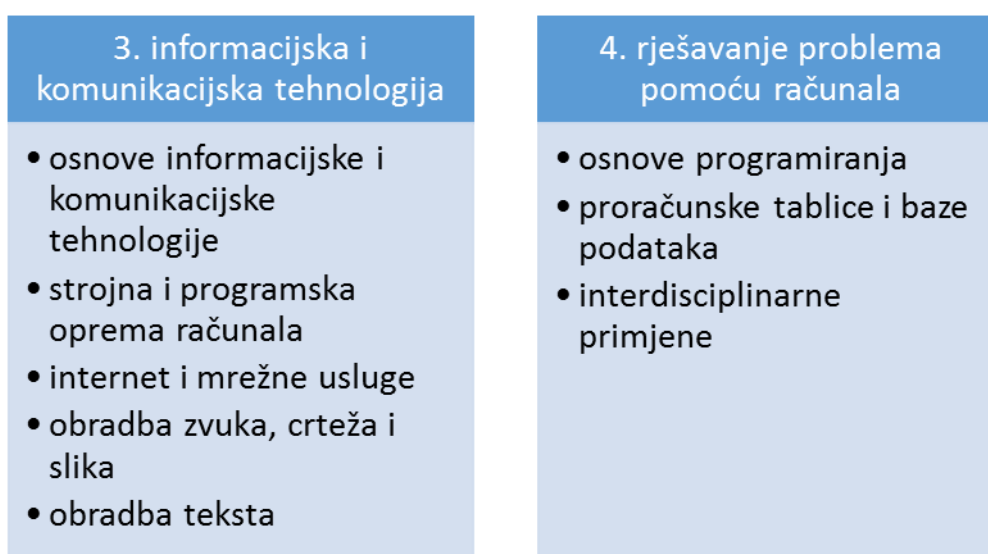 3. informacijska i
komunikacijska tehnologija
• osnove informacijske i
komunikacijske
tehnologije
• strojna i programska
oprema računala
• internet i mrežne usluge
• obradba zvuka, crteža i
slika
• obradba teksta
4. rješavanje problema
pomoću računala
• osnove programiranja
• proračunske tablice i baze
podataka
• interdisciplinarne
primjene